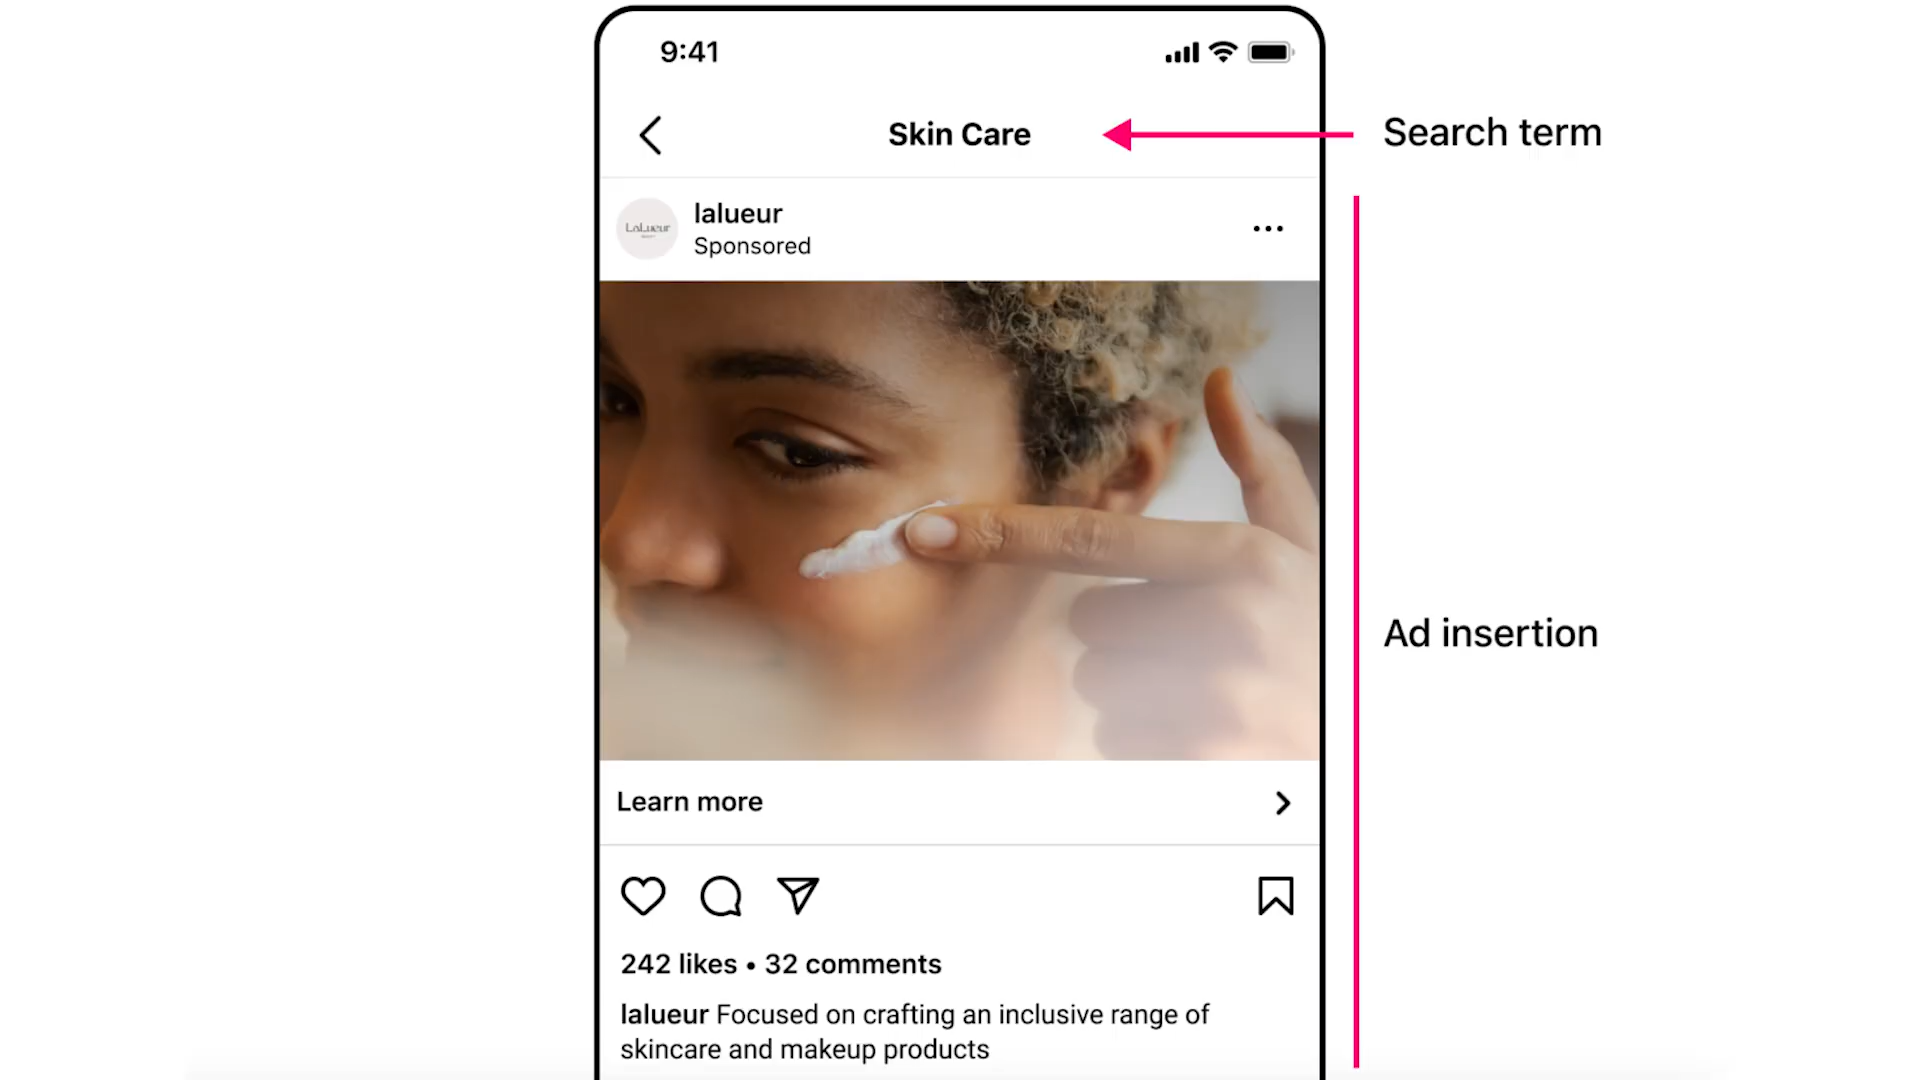 9:41
Skin Care
Search term
LaLueur
lalueur
Sponsored
Ad insertion
Learn more
242 likes • 32 comments
lalueur Focused on crafting an inclusive range of
skincare and makeup products